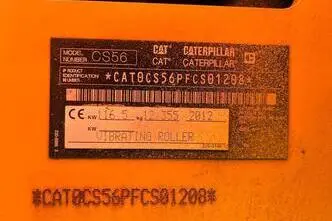 MODEL NUMBER CS56 CAT CATERPILLAR
PRODUCT IDENTIFICATION NUMBER CAT CATERPILLAR
*CAT0CS56PFCS01208*
CE KW 116.5 12 355 2012
KW
VIBRATING ROLLER
*CAT0CS56PFCS01208*